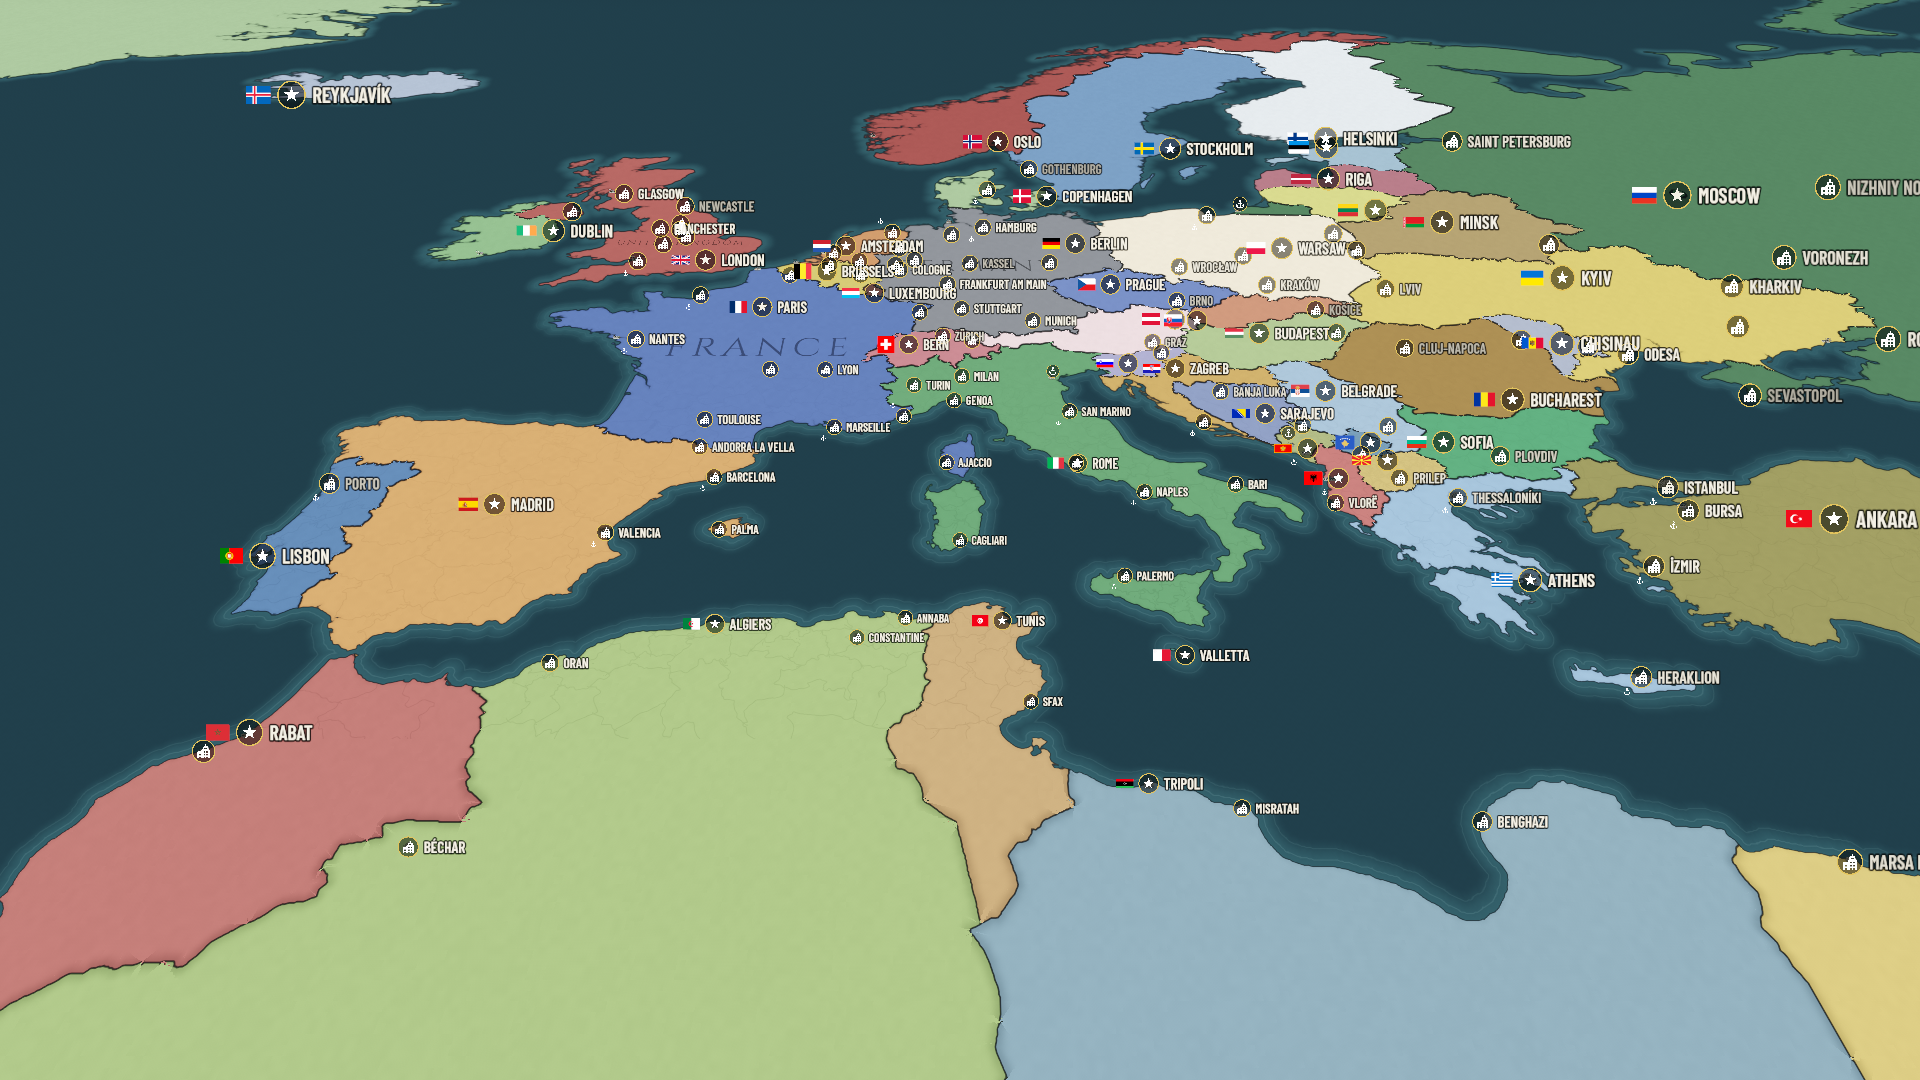 REYKJAVÍK
OSLO
STOCKHOLM
HELSINKI
SAINT PETERSBURG
GOTHENBURG
RIGA
MOSCOW
NIZHNIY NO
GLASGOW
COPENHAGEN
NEWCASTLE
MINSK
DUBLIN
HAMBURG
AMSTERDAM
BERLIN
WARSAW
LONDON
BRUSSELS
COLOGNE
KASSEL
WROCŁAW
VORONEZH
KYIV
FRANKFURT AM MAIN
PRAGUE
KRAKÓW
LVIV
KHARKIV
LUXEMBOURG
BRNO
PARIS
STUTTGART
KOSICE
MUNICH
BUDAPEST
NANTES
FRANCE
BERN
ZÜRICH
GRAZ
CLUJ-NAPOCA
CHISINAU
ODESA
LYON
ZAGREB
TURIN
MILAN
BANJA LUKA
BELGRADE
SEVASTOPOL
GENOA
BUCHAREST
SAN MARINO
SARAJEVO
TOULOUSE
MARSEILLE
ANDORRA LA VELLA
SOFIA
PLOVDIV
AJACCIO
ROME
BARCELONA
PORTO
BARI
PRILEP
NAPLES
ISTANBUL
THESSALONÍKI
VLORË
MADRID
BURSA
ANKARA
PALMA
VALENCIA
CAGLIARI
LISBON
İZMIR
PALERMO
ATHENS
ANNABA
ALGIERS
TUNIS
CONSTANTINE
VALLETTA
ORAN
HERAKLION
SFAX
RABAT
TRIPOLI
MISRATAH
BENGHAZI
BÉCHAR
MARSA